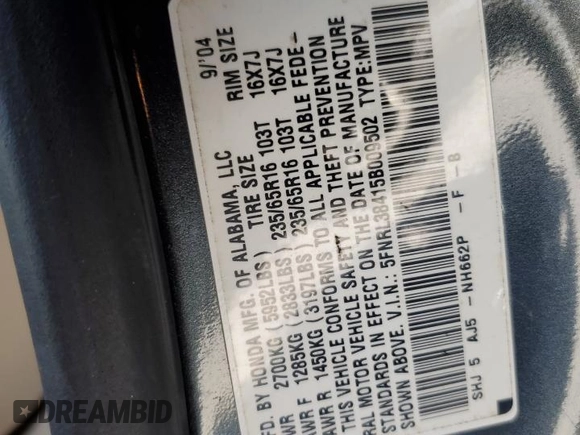 MFD. BY HONDA MFG. OF ALABAMA, LLC 9/'04
GVWR 2700KG (5952LBS) TIRE SIZE RIM SIZE
GAWR F 1285KG (2833LBS) 235/65R16 103T 16X7J
GAWR R 1450KG (3197LBS) 235/65R16 103T 16X7J
THIS VEHICLE CONFORMS TO ALL APPLICABLE FEDE-
RAL MOTOR VEHICLE SAFETY AND THEFT PREVENTION
STANDARDS IN EFFECT ON THE DATE OF MANUFACTURE
SHOWN ABOVE. V.I.N.: 5FNRL38415B009502 TYPE:MPV
SHJ 5 AJ5 - NH662P - F - B
DREAMBID